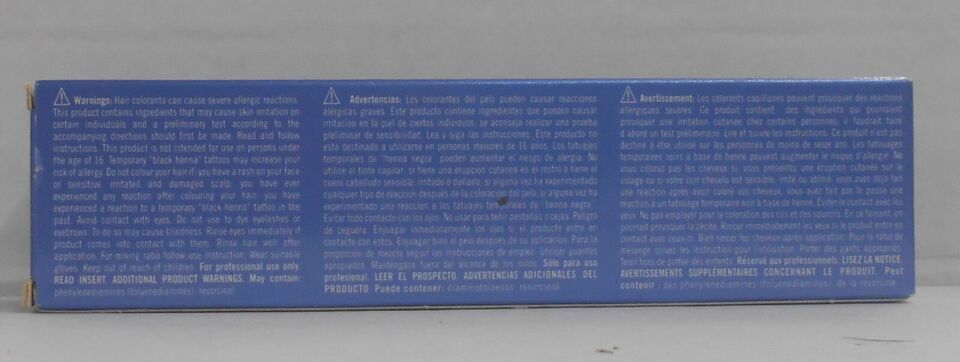 Warnings: Hair colorants can cause severe allergic reactions.
This product contains ingredients that may cause skin irritation on
certain individuals and a preliminary test according to the
accompanying directions should first be made. Read and follow
instructions. This product is not intended for use on persons under
the age of 16. Temporary "black henna" tattoos may increase your
risk of allergy. Do not colour your hair if: you have a rash on your face
or sensitive, irritated and damaged scalp. you have ever
experienced any reaction after colouring your hair. you have
experienced a reaction to a temporary "black henna" tattoo in the
past. Avoid contact with eyes. Do not use to dye eyelashes or
eyebrows. To do so may cause blindness. Rinse eyes immediately if
product comes into contact with them. Rinse hair well after
application. For mixing ratio follow use instruction. Wear suitable
gloves. Keep out of reach of children. For professional use only.
READ INSERT. ADDITIONAL PRODUCT WARNINGS. May contain:
phenylenediamines (toluenediamines) resorcinol
Advertencias: Los colorantes del pelo pueden causar reacciones
alérgicas graves. Este producto contiene ingredientes que pueden causar
irritación en la piel de ciertos individuos. se aconseja realizar una prueba
preliminar de sensibilidad. Lea y siga las instrucciones. Este producto no
está destinado a utilizarse en personas menores de 16 años. Los tatuajes
temporales de "henna negra" pueden aumentar el riesgo de alergia. No
utilice el tinte capilar: si tiene una erupción cutanea en el rostro o tiene el
cuero cabelludo sensible, irritado o dañado. si alguna vez ha experimentado
cualquier tipo de reacción después de la coloración del pelo. si alguna vez ha
experimentado una reacción a los tatuajes temporales de "henna negra".
Evitar todo contacto con los ojos. No usar para teñir pestañas o cejas. Peligro
de ceguera. Enjuagar inmediatamente los ojos si el producto entre en
contacto con estos. Enjuagar bien el pelo después de su aplicación. Para la
proporción de mezcla seguir las instrucciones de empleo. Utilizar guantes
apropiados. Manténgase fuera del alcance de los niños. Sólo para uso
profesional. LEER EL PROSPECTO. ADVERTENCIAS ADICIONALES DEL
PRODUCTO. Puede contener: resorcinol.
Avertissement: Les colorants capillaires peuvent provoquer des réactions
allergiques sévères. Ce produit contient des ingrédients qui pourraient
provoquer une irritation cutanée chez certains personnes; il faudrait faire
d'abord un test préliminaire. Lire et suivre les instructions. Ce produit n'est pas
destiné à être utilisé sur les personnes de moins de seize ans. Les tatouages
temporaires noirs à base de henné peuvent augmenter le risque d'allergie. Ne
vous colorez pas les cheveux si: vous présentez une éruption cutanée sur le
visage ou si votre cuir chevelu est sensible, irrité ou abîmé. vous avez déjà fait
une réaction après avoir coloré vos cheveux. vous avez fait par le passé une
réaction à un tatouage temporaire noir à base de henné. Éviter le contact avec les
yeux. Ne pas employer pour le coloration des cils et des sourcils. En ce faisant, on
pourrait provoquer la cécité. Rincer immédiatement les yeux si le produit entre en
contact avec ceux-ci. Bien rincer les cheveux après application. Pour le ratio de
mélange suivre les instructions pour l'utilisation. Porter des gants appropriés.
Tenir hors de portée des enfants. Réservé aux professionnels. LISEZ LA NOTICE.
AVERTISSEMENTS SUPPLÉMENTAIRES CONCERNANT LE PRODUIT. Peut
contenir: des phenylenediamines (toluenediamines), de la résorcine.